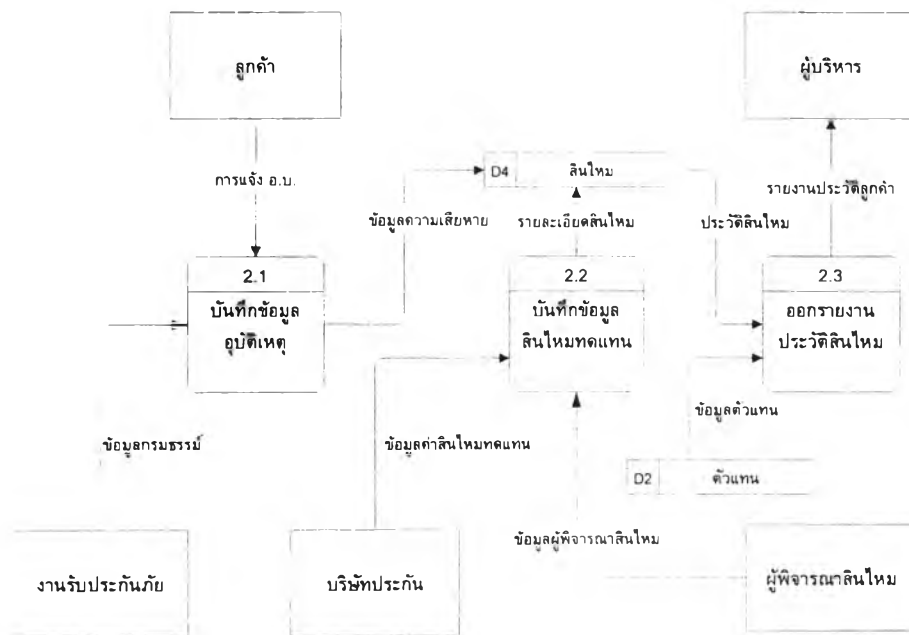 ลูกค้า
ผู้บริหาร
การแจ้ง อ.บ.
D4
สินไหม
รายงานประวัติลูกค้า
ข้อมูลความเสียหาย
รายละเอียดสินไหม
ประวัติสินไหม
2.1
บันทึกข้อมูล
อุบัติเหตุ
2.2
บันทึกข้อมูล
สินไหมทดแทน
2.3
ออกรายงาน
ประวัติสินไหม
ข้อมูลตัวแทน
ข้อมูลกรมธรรม์
ข้อมูลค่าสินไหมทดแทน
D2
ตัวแทน
ข้อมูลผู้พิจารณาสินไหม
งานรับประกันภัย
บริษัทประกัน
ผู้พิจารณาสินไหม